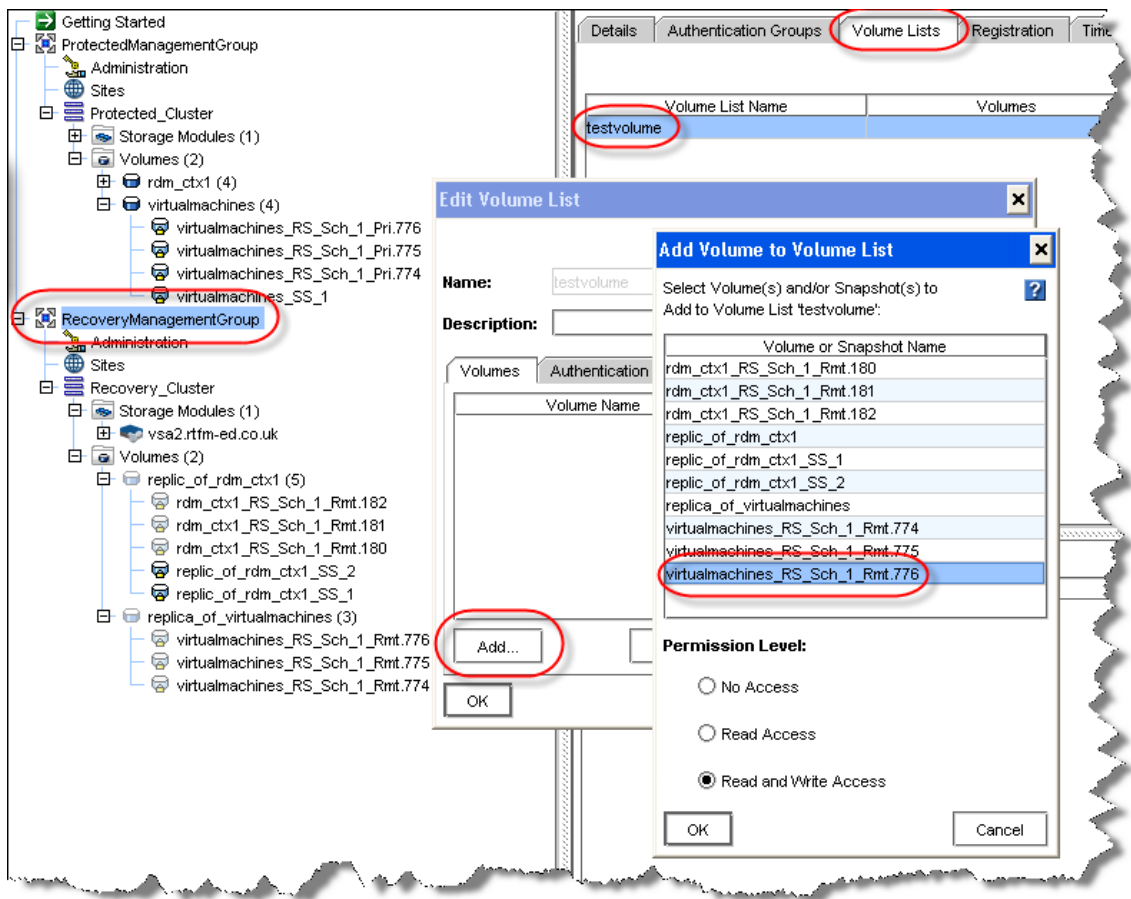 Getting Started
ProtectedManagementGroup
Administration
Sites
Protected_Cluster
Storage Modules (1)
Volumes (2)
rdm_ctx1 (4)
virtualmachines (4)
virtualmachines_RS_Sch_1_Pri.776
virtualmachines_RS_Sch_1_Pri.775
virtualmachines_RS_Sch_1_Pri.774
virtualmachines_SS_1
RecoveryManagementGroup
Administration
Sites
Recovery_Cluster
Storage Modules (1)
vsa2.rtfm-ed.co.uk
Volumes (2)
replic_of_rdm_ctx1 (5)
rdm_ctx1_RS_Sch_1_Rmt.182
rdm_ctx1_RS_Sch_1_Rmt.181
rdm_ctx1_RS_Sch_1_Rmt.180
replic_of_rdm_ctx1_SS_2
replic_of_rdm_ctx1_SS_1
replica_of_virtualmachines (3)
virtualmachines_RS_Sch_1_Rmt.776
virtualmachines_RS_Sch_1_Rmt.775
virtualmachines_RS_Sch_1_Rmt.774
Details Authentication Groups Volume Lists Registration Time
Volume List Name Volumes
testvolume
Edit Volume List
Name: testvolume
Description:
Volumes Authentication
Volume Name
Add...
OK
Add Volume to Volume List
Select Volume(s) and/or Snapshot(s) to
Add to Volume List 'testvolume':
Volume or Snapshot Name
rdm_ctx1_RS_Sch_1_Rmt.180
rdm_ctx1_RS_Sch_1_Rmt.181
rdm_ctx1_RS_Sch_1_Rmt.182
replic_of_rdm_ctx1
replic_of_rdm_ctx1_SS_1
replic_of_rdm_ctx1_SS_2
replica_of_virtualmachines
virtualmachines_RS_Sch_1_Rmt.774
virtualmachines_RS_Sch_1_Rmt.775
virtualmachines_RS_Sch_1_Rmt.776
Permission Level:
No Access
Read Access
Read and Write Access
OK Cancel